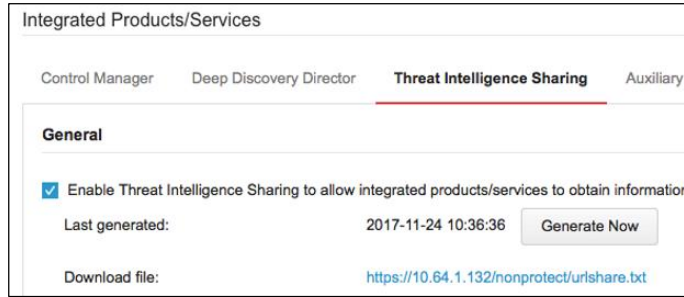 Integrated Products/Services
Control Manager Deep Discovery Director Threat Intelligence Sharing Auxiliary
General
Enable Threat Intelligence Sharing to allow integrated products/services to obtain information
Last generated: 2017-11-24 10:36:36 Generate Now
Download file: https://10.64.1.132/nonprotect/urlshare.txt